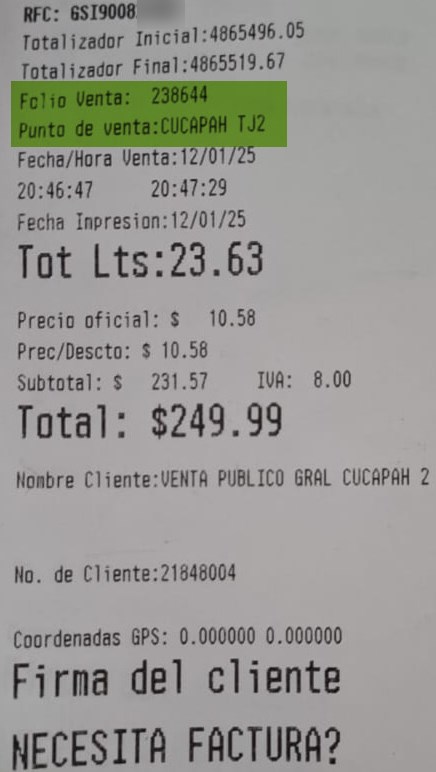 RFC: GSI9008
Totalizador Inicial:4865496.05
Totalizador Final:4865519.67
Folio Venta: 238644
Punto de venta:CUCAPAH TJ2
Fecha/Hora Venta:12/01/25
20:46:47 20:47:29
Fecha Impresion:12/01/25
Tot Lts:23.63
Precio oficial: $ 10.58
Prec/Descto: $ 10.58
Subtotal: $ 231.57 IVA: 8.00
Total: $249.99
Nombre Cliente:VENTA PUBLICO GRAL CUCAPAH 2
No. de Cliente:21848004
Coordenadas GPS: 0.000000 0.000000
Firma del cliente
NECESITA FACTURA?